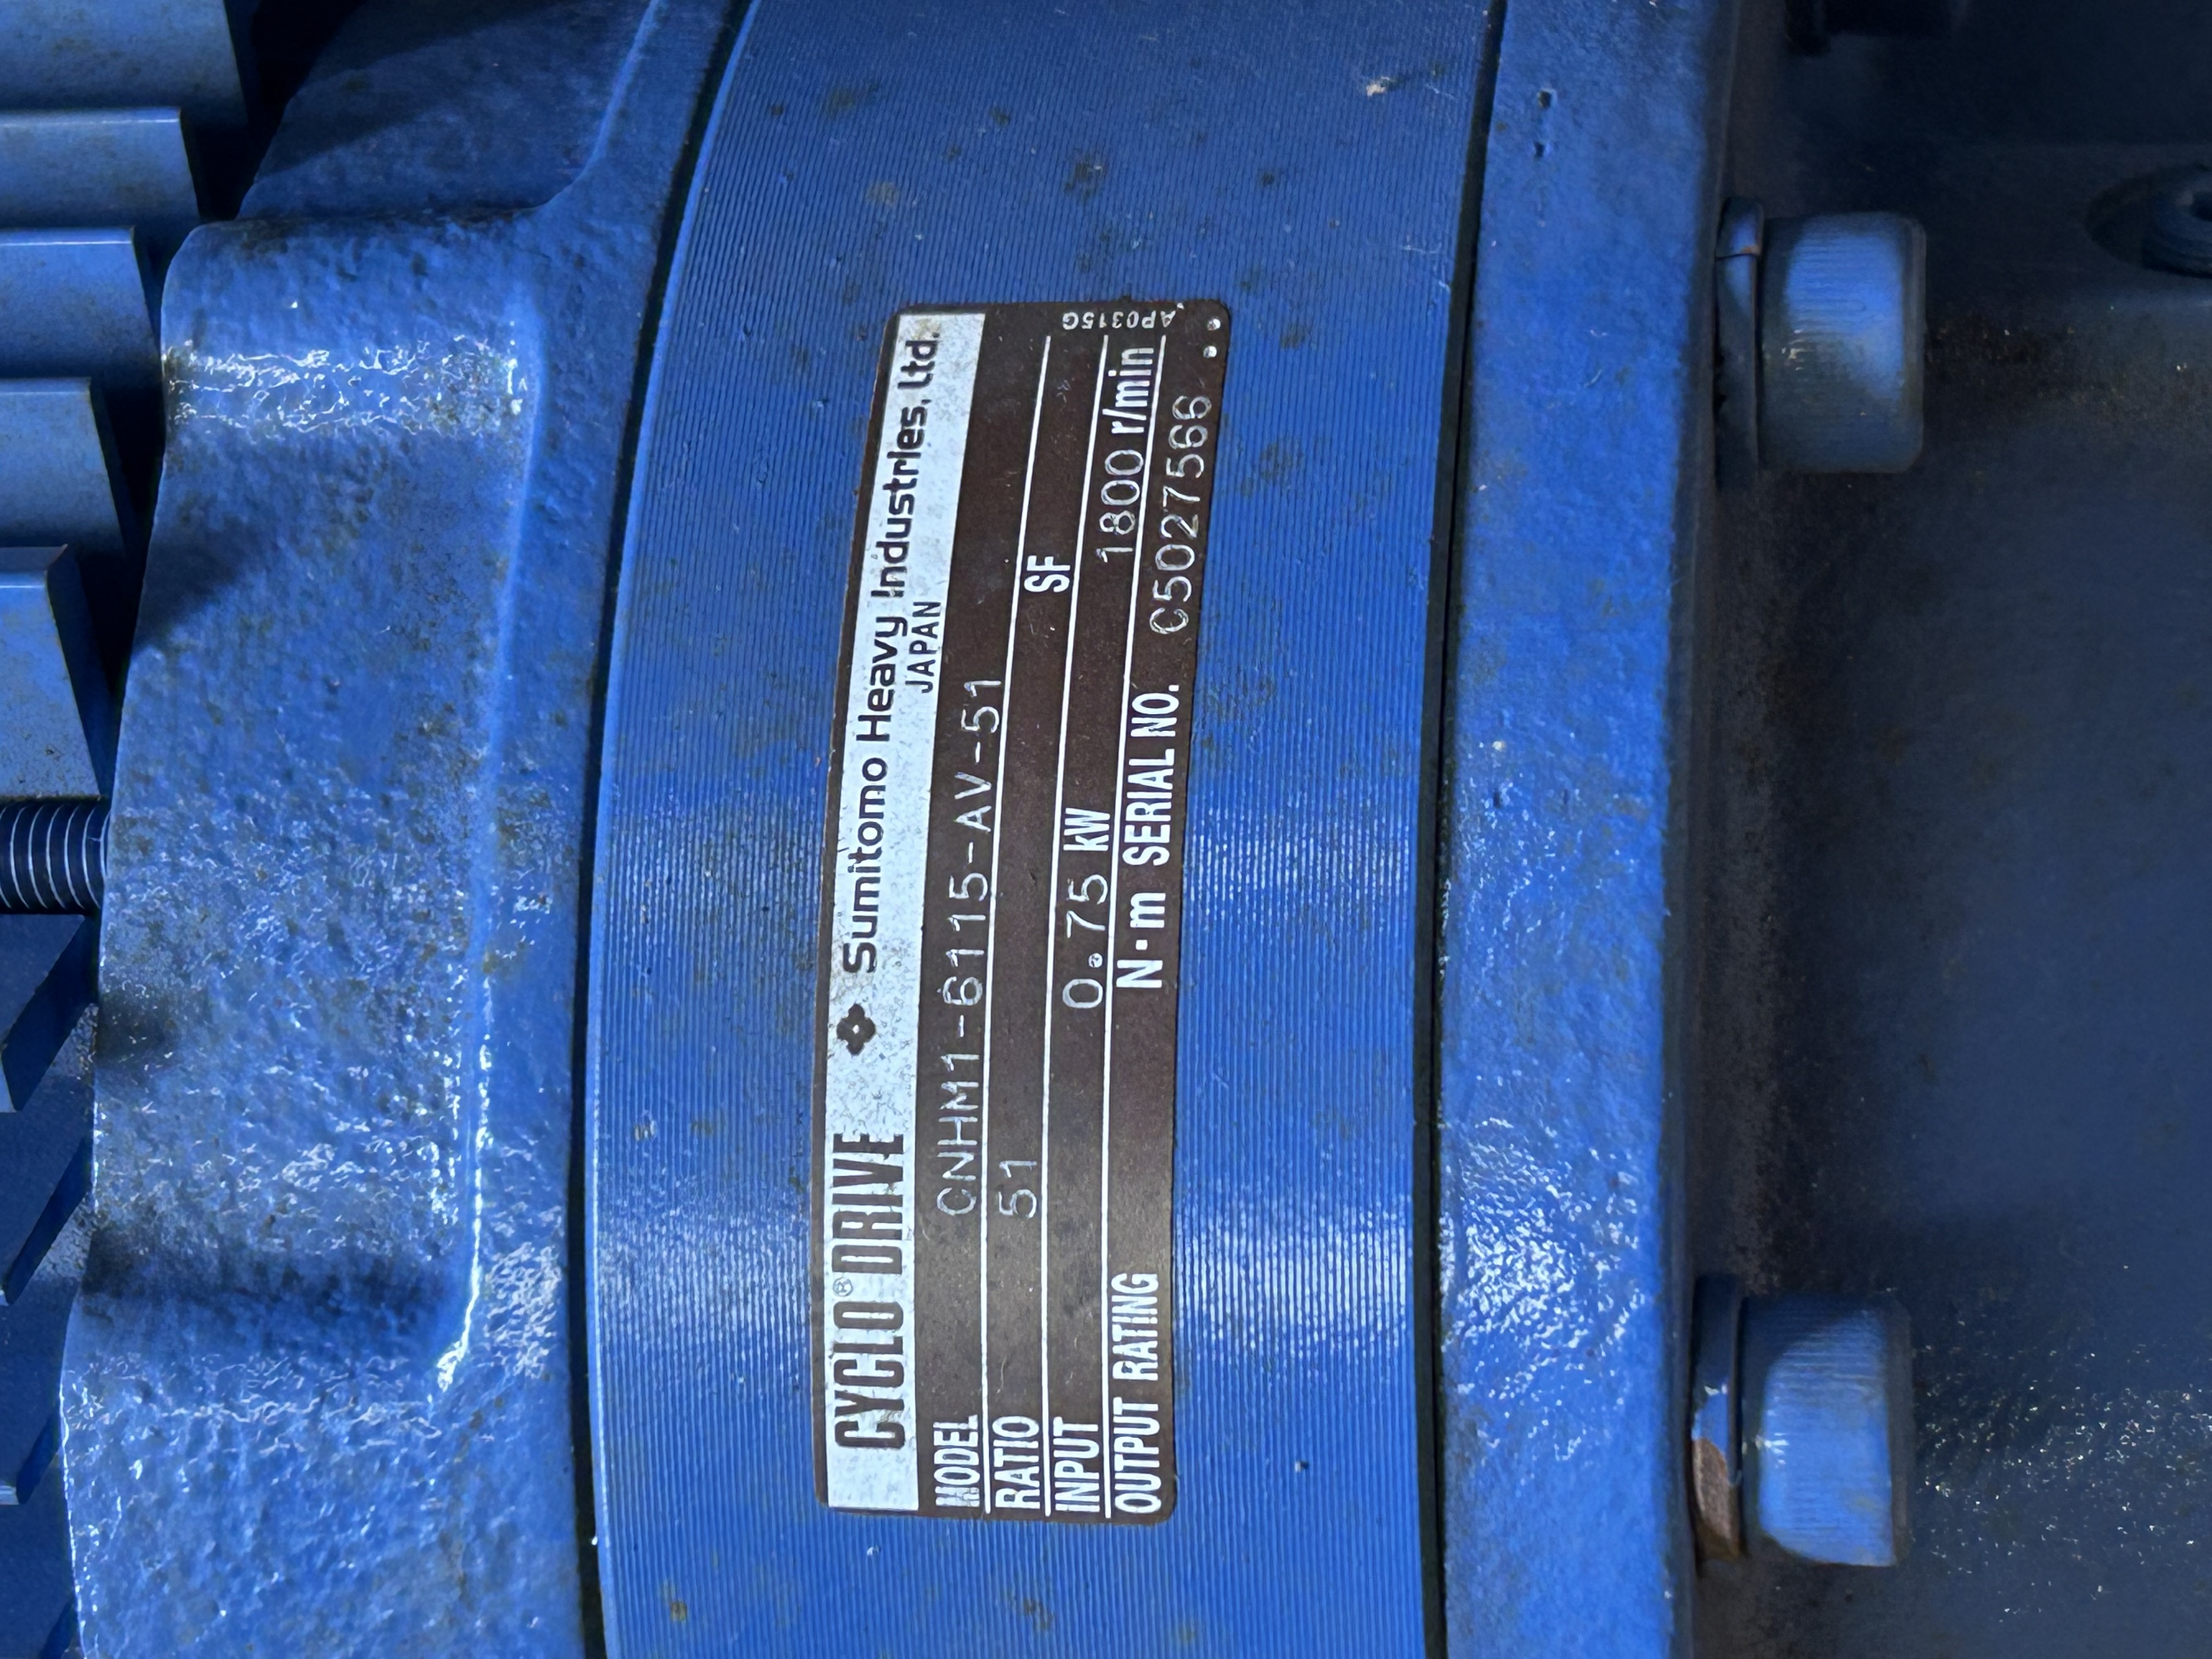 CYCLO® DRIVE Sumitomo Heavy Industries, Ltd.
JAPAN
MODEL CNHM1-6115-AV-51
RATIO 51 SF
INPUT 0.75 kW 1800 r/min
OUTPUT RATING N·m SERIAL NO. C5027566
AP0315G